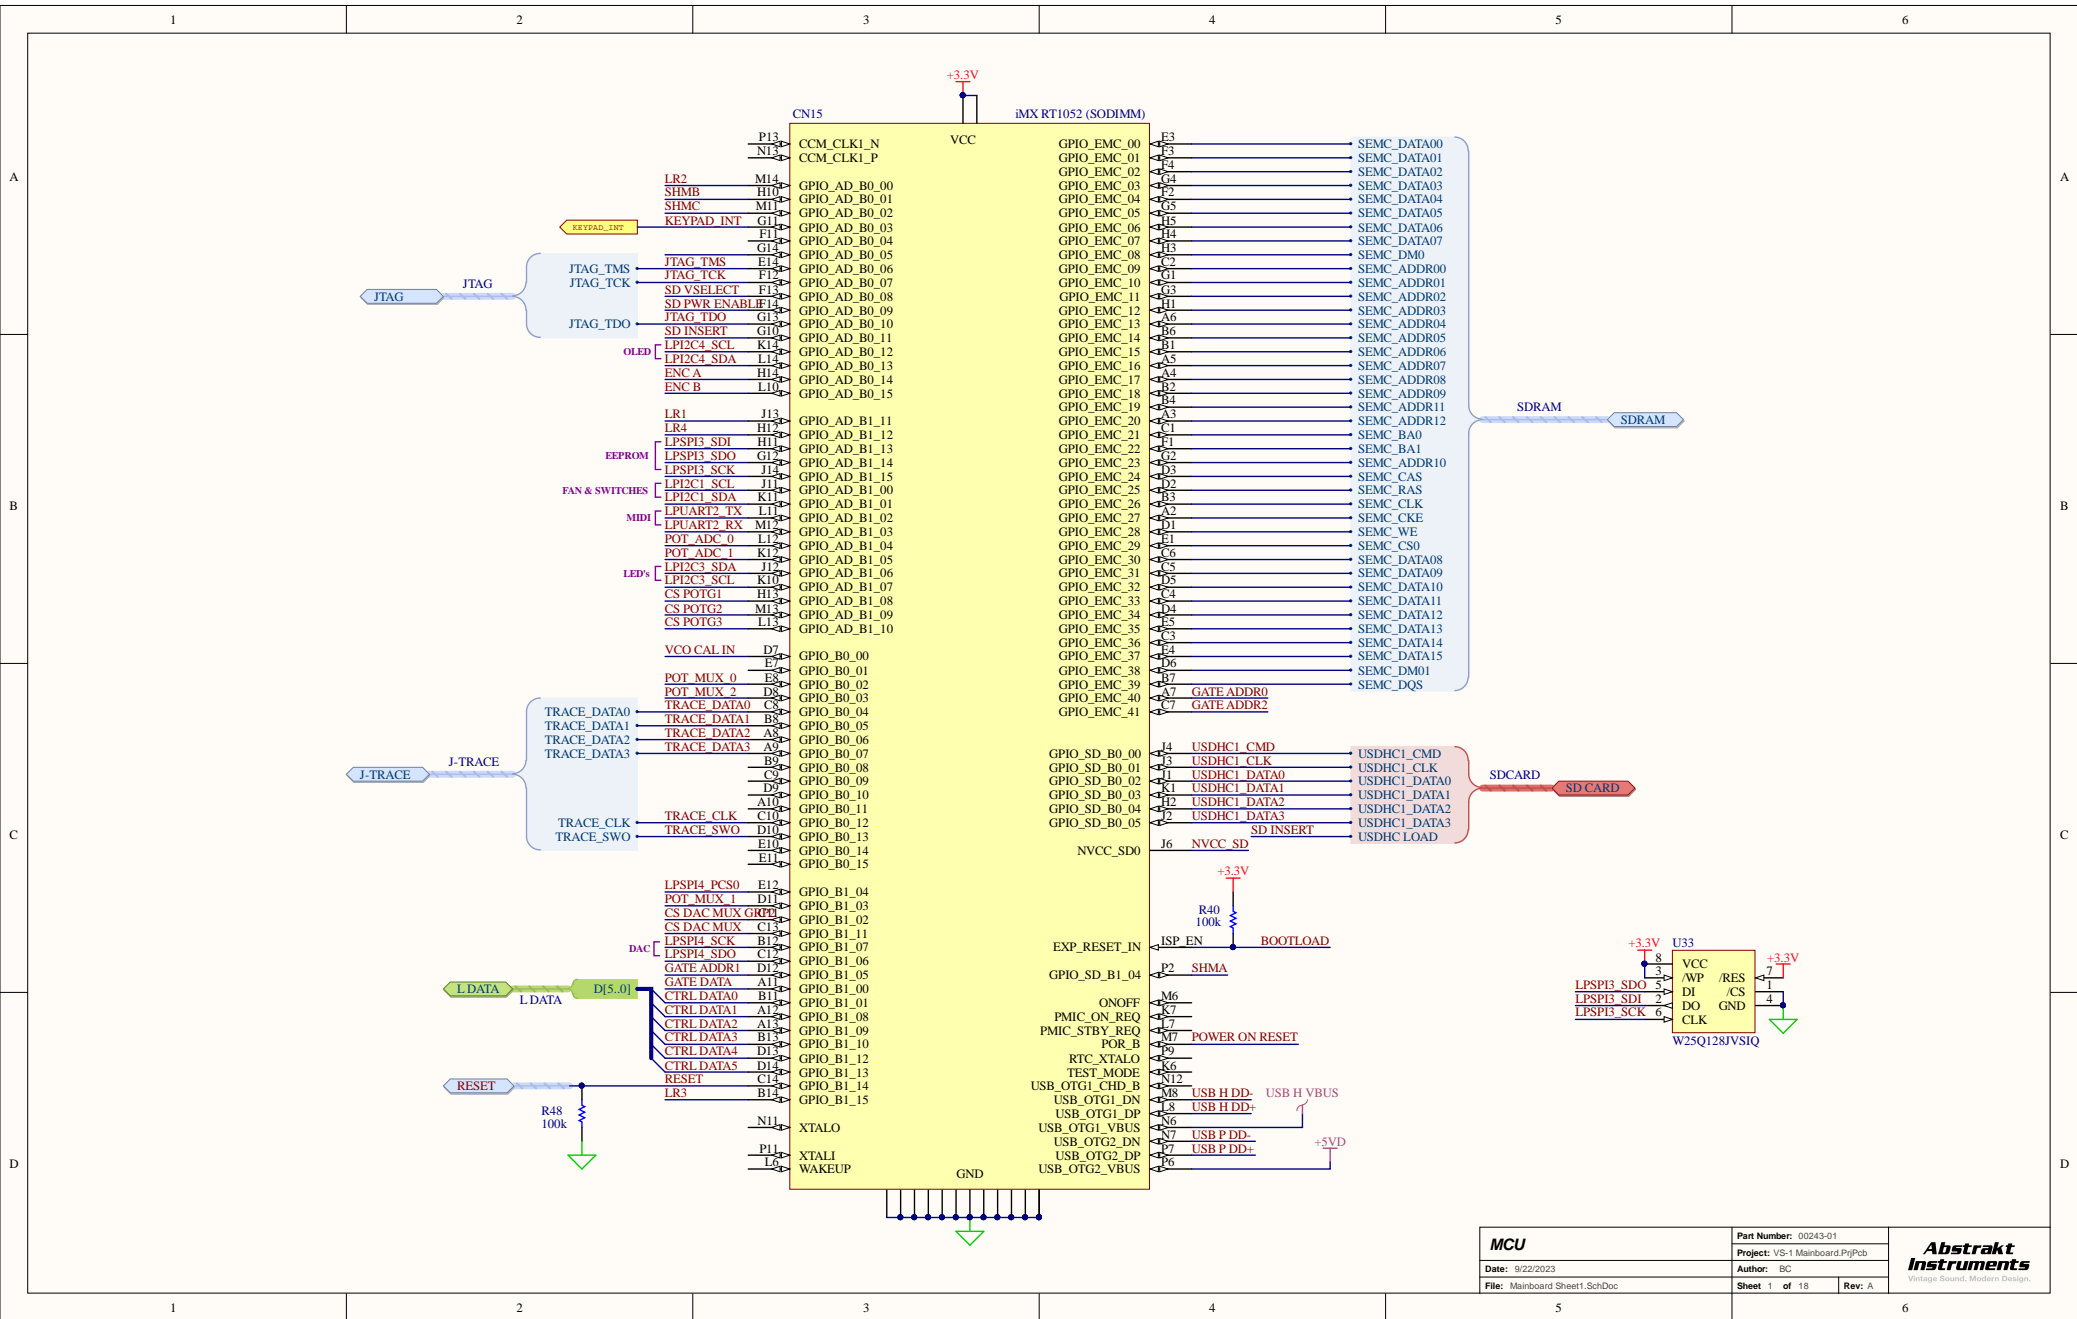 1 2 3 4 5 6
A
B
C
D
+3.3V
CN15 iMX RT1052 (SODIMM)
VCC
P13 CCM_CLK1_N
N13 CCM_CLK1_P
LR2 M14 GPIO_AD_B0_00
SHMB H10 GPIO_AD_B0_01
SHMC M11 GPIO_AD_B0_02
KEYPAD_INT KEYPAD_INT G11 GPIO_AD_B0_03
F11 GPIO_AD_B0_04
G14 GPIO_AD_B0_05
JTAG_TMS JTAG_TMS E14 GPIO_AD_B0_06
JTAG_TCK JTAG_TCK F12 GPIO_AD_B0_07
JTAG JTAG
SD VSELECT F13 GPIO_AD_B0_08
SD PWR ENABLE F14 GPIO_AD_B0_09
JTAG_TDO JTAG_TDO G13 GPIO_AD_B0_10
SD INSERT G10 GPIO_AD_B0_11
OLED
LPI2C4_SCL K14 GPIO_AD_B0_12
LPI2C4_SDA L14 GPIO_AD_B0_13
ENC A H14 GPIO_AD_B0_14
ENC B L10 GPIO_AD_B0_15
LR1 J13 GPIO_AD_B1_11
LR4 H12 GPIO_AD_B1_12
EEPROM
LPSPI3_SDI H11 GPIO_AD_B1_13
LPSPI3_SDO G12 GPIO_AD_B1_14
LPSPI3_SCK J14 GPIO_AD_B1_15
FAN & SWITCHES
LPI2C1_SCL J11 GPIO_AD_B1_00
LPI2C1_SDA K11 GPIO_AD_B1_01
MIDI
LPUART2_TX L11 GPIO_AD_B1_02
LPUART2_RX M12 GPIO_AD_B1_03
POT_ADC_0 L12 GPIO_AD_B1_04
POT_ADC_1 K12 GPIO_AD_B1_05
LED's
LPI2C3_SDA J12 GPIO_AD_B1_06
LPI2C3_SCL K10 GPIO_AD_B1_07
CS POTG1 H13 GPIO_AD_B1_08
CS POTG2 M13 GPIO_AD_B1_09
CS POTG3 L13 GPIO_AD_B1_10
VCO CAL IN D7 GPIO_B0_00
E7 GPIO_B0_01
POT_MUX_0 E8 GPIO_B0_02
POT_MUX_2 D8 GPIO_B0_03
TRACE_DATA0 TRACE_DATA0 C8 GPIO_B0_04
TRACE_DATA1 TRACE_DATA1 B8 GPIO_B0_05
TRACE_DATA2 TRACE_DATA2 A8 GPIO_B0_06
TRACE_DATA3 TRACE_DATA3 A9 GPIO_B0_07
J-TRACE J-TRACE
B9 GPIO_B0_08
C9 GPIO_B0_09
D9 GPIO_B0_10
A10 GPIO_B0_11
TRACE_CLK TRACE_CLK C10 GPIO_B0_12
TRACE_SWO TRACE_SWO D10 GPIO_B0_13
E10 GPIO_B0_14
E11 GPIO_B0_15
LPSPI4_PCS0 E12 GPIO_B1_04
POT_MUX_1 D11 GPIO_B1_03
CS DAC MUX GRP2 GPIO_B1_02
CS DAC MUX C13 GPIO_B1_11
DAC
LPSPI4_SCK B12 GPIO_B1_07
LPSPI4_SDO C12 GPIO_B1_06
GATE ADDR1 D12 GPIO_B1_05
L DATA L DATA D[5..0]
GATE DATA A11 GPIO_B1_00
CTRL DATA0 B11 GPIO_B1_01
CTRL DATA1 A12 GPIO_B1_08
CTRL DATA2 A13 GPIO_B1_09
CTRL DATA3 B13 GPIO_B1_10
CTRL DATA4 D13 GPIO_B1_12
CTRL DATA5 D14 GPIO_B1_13
RESET RESET C14 GPIO_B1_14
LR3 B14 GPIO_B1_15
R48
100k
N11 XTALO
P11 XTALI
L6 WAKEUP
GND
GPIO_EMC_00 E3 SEMC_DATA00
GPIO_EMC_01 F3 SEMC_DATA01
GPIO_EMC_02 F4 SEMC_DATA02
GPIO_EMC_03 G4 SEMC_DATA03
GPIO_EMC_04 F2 SEMC_DATA04
GPIO_EMC_05 G5 SEMC_DATA05
GPIO_EMC_06 H5 SEMC_DATA06
GPIO_EMC_07 H4 SEMC_DATA07
GPIO_EMC_08 H3 SEMC_DM0
GPIO_EMC_09 C2 SEMC_ADDR00
GPIO_EMC_10 G1 SEMC_ADDR01
GPIO_EMC_11 G3 SEMC_ADDR02
GPIO_EMC_12 H1 SEMC_ADDR03
GPIO_EMC_13 A6 SEMC_ADDR04
GPIO_EMC_14 B6 SEMC_ADDR05
GPIO_EMC_15 B1 SEMC_ADDR06
GPIO_EMC_16 A5 SEMC_ADDR07
GPIO_EMC_17 A4 SEMC_ADDR08
GPIO_EMC_18 B2 SEMC_ADDR09
GPIO_EMC_19 B4 SEMC_ADDR11
GPIO_EMC_20 A3 SEMC_ADDR12
SDRAM SDRAM
GPIO_EMC_21 C1 SEMC_BA0
GPIO_EMC_22 F1 SEMC_BA1
GPIO_EMC_23 G2 SEMC_ADDR10
GPIO_EMC_24 D3 SEMC_CAS
GPIO_EMC_25 D2 SEMC_RAS
GPIO_EMC_26 B3 SEMC_CLK
GPIO_EMC_27 A2 SEMC_CKE
GPIO_EMC_28 D1 SEMC_WE
GPIO_EMC_29 E1 SEMC_CS0
GPIO_EMC_30 C6 SEMC_DATA08
GPIO_EMC_31 C5 SEMC_DATA09
GPIO_EMC_32 D5 SEMC_DATA10
GPIO_EMC_33 C4 SEMC_DATA11
GPIO_EMC_34 D4 SEMC_DATA12
GPIO_EMC_35 E5 SEMC_DATA13
GPIO_EMC_36 C3 SEMC_DATA14
GPIO_EMC_37 E4 SEMC_DATA15
GPIO_EMC_38 D6 SEMC_DM01
GPIO_EMC_39 B7 SEMC_DQS
GPIO_EMC_40 A7 GATE ADDR0
GPIO_EMC_41 C7 GATE ADDR2
GPIO_SD_B0_00 J4 USDHC1_CMD USDHC1_CMD
GPIO_SD_B0_01 J3 USDHC1_CLK USDHC1_CLK
GPIO_SD_B0_02 J1 USDHC1_DATA0 USDHC1_DATA0
GPIO_SD_B0_03 K1 USDHC1_DATA1 USDHC1_DATA1
GPIO_SD_B0_04 H2 USDHC1_DATA2 USDHC1_DATA2
GPIO_SD_B0_05 J2 USDHC1_DATA3 USDHC1_DATA3
SD INSERT USDHC LOAD
SDCARD SD CARD
NVCC_SD0 J6 NVCC_SD
+3.3V
R40
100k
EXP_RESET_IN ISP_EN BOOTLOAD
GPIO_SD_B1_04 P2 SHMA
ONOFF M6
PMIC_ON_REQ K7
PMIC_STBY_REQ L7
POR_B M7 POWER ON RESET
RTC_XTALO P9
TEST_MODE K6
USB_OTG1_CHD_B N12
USB_OTG1_DN M8 USB H DD- USB H VBUS
USB_OTG1_DP L8 USB H DD+
USB_OTG1_VBUS N6
USB_OTG2_DN N7 USB P DD-
USB_OTG2_DP P7 USB P DD+ +5VD
USB_OTG2_VBUS P6
+3.3V U33
8 VCC +3.3V
3 /WP /RES 7
LPSPI3_SDO 5 DI /CS 1
LPSPI3_SDI 2 DO GND 4
LPSPI3_SCK 6 CLK
W25Q128JVSIQ
MCU
Date: 9/22/2023
File: Mainboard Sheet1.SchDoc
Part Number: 00243-01
Project: VS-1 Mainboard.PrjPcb
Author: BC
Sheet 1 of 18 Rev: A
Abstrakt
Instruments
Vintage Sound. Modern Design.
A
B
C
D
1 2 3 4 5 6